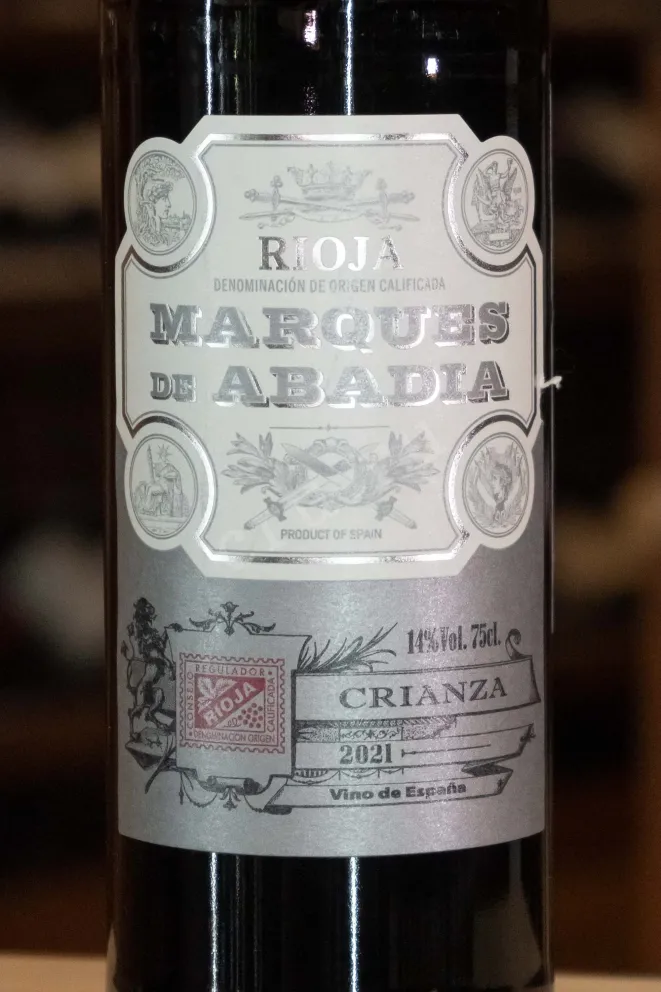 RIOJA
DENOMINACIÓN DE ORIGEN CALIFICADA
MARQUES
DE ABADIA
PRODUCT OF SPAIN
14%Vol. 75cl.
CONSEJO
REGULADOR
CALIFICADA
RIOJA
DENOMINACION ORIGEN
CRIANZA
2021
Vino de España